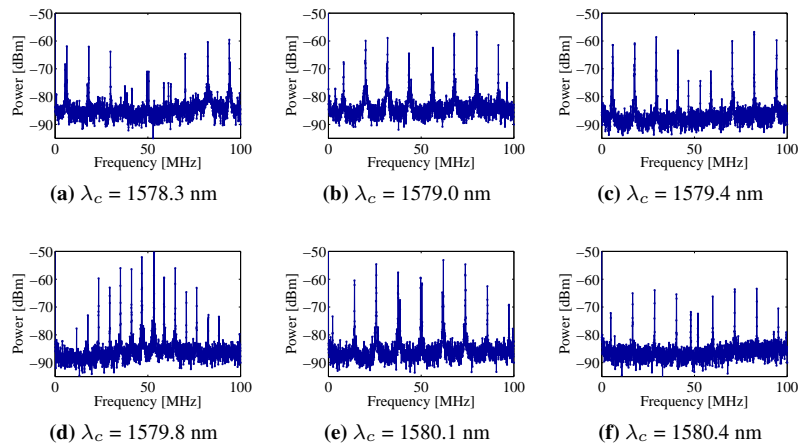 −50
−60
−70
−80
−90
Power [dBm]
0 50 100
Frequency [MHz]
(a) λc = 1578.3 nm
−50
−60
−70
−80
−90
Power [dBm]
0 50 100
Frequency [MHz]
(b) λc = 1579.0 nm
−50
−60
−70
−80
−90
Power [dBm]
0 50 100
Frequency [MHz]
(c) λc = 1579.4 nm
−50
−60
−70
−80
−90
Power [dBm]
0 50 100
Frequency [MHz]
(d) λc = 1579.8 nm
−50
−60
−70
−80
−90
Power [dBm]
0 50 100
Frequency [MHz]
(e) λc = 1580.1 nm
−50
−60
−70
−80
−90
Power [dBm]
0 50 100
Frequency [MHz]
(f) λc = 1580.4 nm